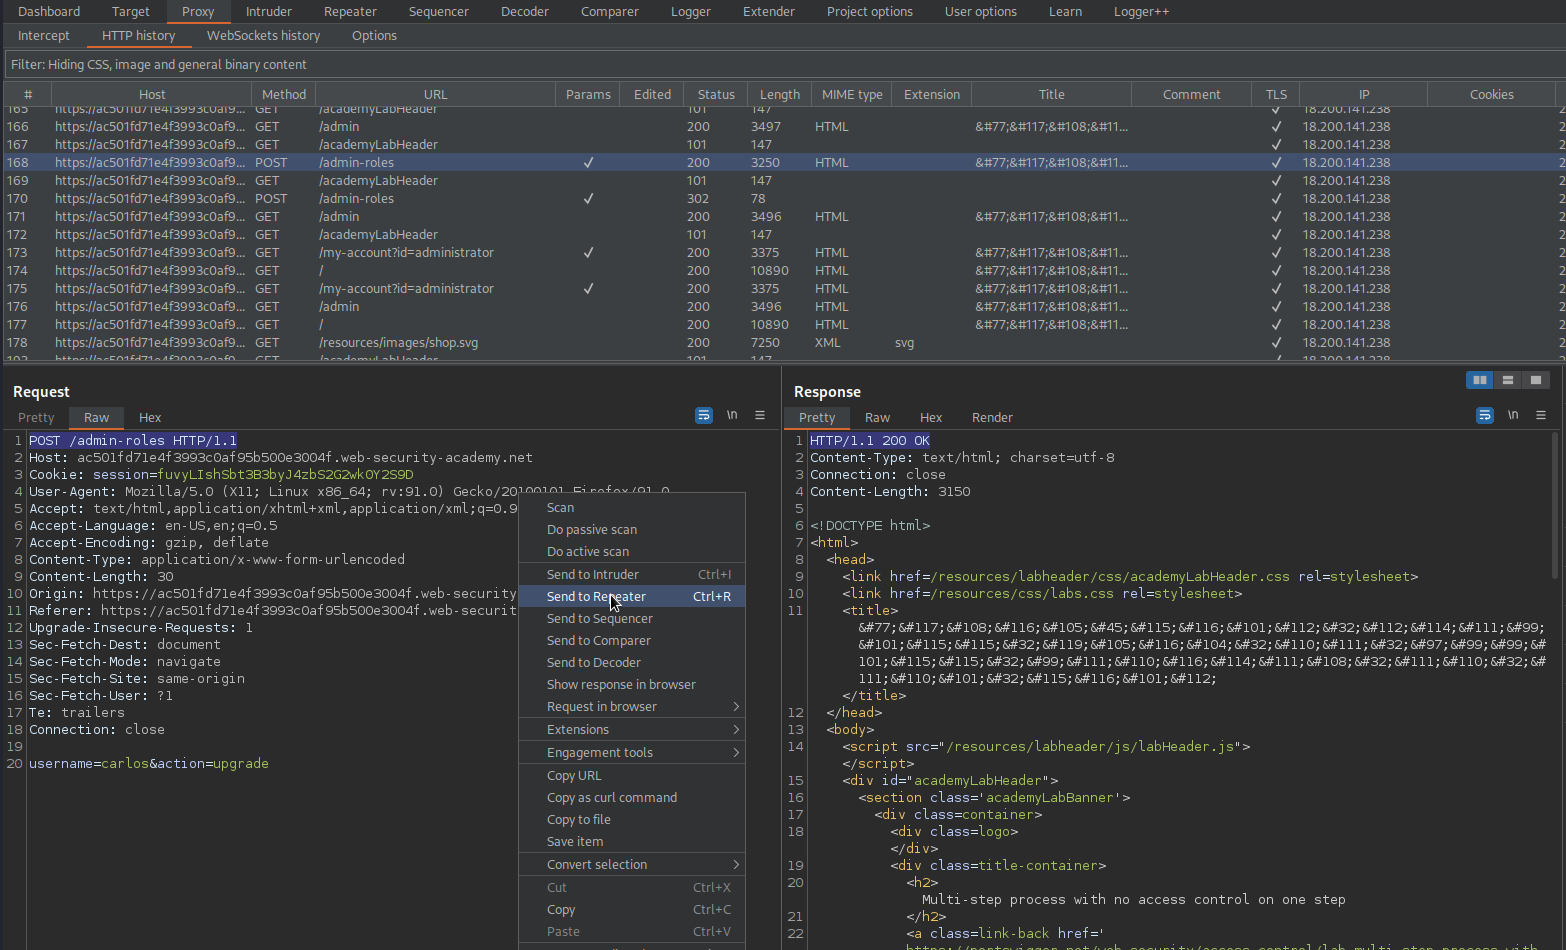 Dashboard Target Proxy Intruder Repeater Sequencer Decoder Comparer Logger Extender Project options User options Learn Logger++
Intercept HTTP history WebSockets history Options
Filter: Hiding CSS, image and general binary content
# Host Method URL Params Edited Status Length MIME type Extension Title Comment TLS IP Cookies
165 https://ac501fd71e4f3993c0af9... GET /academyLabHeader 101 147 ✓ 18.200.141.238
166 https://ac501fd71e4f3993c0af9... GET /admin 200 3497 HTML &#77;&#117;&#108;&#11... ✓ 18.200.141.238 2
167 https://ac501fd71e4f3993c0af9... GET /academyLabHeader 101 147 ✓ 18.200.141.238 2
168 https://ac501fd71e4f3993c0af9... POST /admin-roles ✓ 200 3250 HTML &#77;&#117;&#108;&#11... ✓ 18.200.141.238 2
169 https://ac501fd71e4f3993c0af9... GET /academyLabHeader 101 147 ✓ 18.200.141.238 2
170 https://ac501fd71e4f3993c0af9... POST /admin-roles ✓ 302 78 ✓ 18.200.141.238 2
171 https://ac501fd71e4f3993c0af9... GET /admin 200 3496 HTML &#77;&#117;&#108;&#11... ✓ 18.200.141.238 2
172 https://ac501fd71e4f3993c0af9... GET /academyLabHeader 101 147 ✓ 18.200.141.238 2
173 https://ac501fd71e4f3993c0af9... GET /my-account?id=administrator ✓ 200 3375 HTML &#77;&#117;&#108;&#11... ✓ 18.200.141.238 2
174 https://ac501fd71e4f3993c0af9... GET / 200 10890 HTML &#77;&#117;&#108;&#11... ✓ 18.200.141.238 2
175 https://ac501fd71e4f3993c0af9... GET /my-account?id=administrator ✓ 200 3375 HTML &#77;&#117;&#108;&#11... ✓ 18.200.141.238 2
176 https://ac501fd71e4f3993c0af9... GET /admin 200 3496 HTML &#77;&#117;&#108;&#11... ✓ 18.200.141.238 2
177 https://ac501fd71e4f3993c0af9... GET / 200 10890 HTML &#77;&#117;&#108;&#11... ✓ 18.200.141.238 2
178 https://ac501fd71e4f3993c0af9... GET /resources/images/shop.svg 200 7250 XML svg ✓ 18.200.141.238 2
https://ac501fd71e4f3993c0af9... GET /academyLabHeader 101 147 18.200.141.238
Request
Pretty Raw Hex \n
1 POST /admin-roles HTTP/1.1
2 Host: ac501fd71e4f3993c0af95b500e3004f.web-security-academy.net
3 Cookie: session=fuvyLIshSbt3B3byJ4zbS2G2wk0Y2S9D
4 User-Agent: Mozilla/5.0 (X11; Linux x86_64; rv:91.0) Gecko/20100101 Firefox/91.0
5 Accept: text/html,application/xhtml+xml,application/xml;q=0.9
6 Accept-Language: en-US,en;q=0.5
7 Accept-Encoding: gzip, deflate
8 Content-Type: application/x-www-form-urlencoded
9 Content-Length: 30
10 Origin: https://ac501fd71e4f3993c0af95b500e3004f.web-security
11 Referer: https://ac501fd71e4f3993c0af95b500e3004f.web-securit
12 Upgrade-Insecure-Requests: 1
13 Sec-Fetch-Dest: document
14 Sec-Fetch-Mode: navigate
15 Sec-Fetch-Site: same-origin
16 Sec-Fetch-User: ?1
17 Te: trailers
18 Connection: close
19
20 username=carlos&action=upgrade
Scan
Do passive scan
Do active scan
Send to Intruder Ctrl+I
Send to Repeater Ctrl+R
Send to Sequencer
Send to Comparer
Send to Decoder
Show response in browser
Request in browser
Extensions
Engagement tools
Copy URL
Copy as curl command
Copy to file
Save item
Convert selection
Cut Ctrl+X
Copy Ctrl+C
Paste Ctrl+V
Response
Pretty Raw Hex Render \n
1 HTTP/1.1 200 OK
2 Content-Type: text/html; charset=utf-8
3 Connection: close
4 Content-Length: 3150
5
6 <!DOCTYPE html>
7 <html>
8 <head>
9 <link href=/resources/labheader/css/academyLabHeader.css rel=stylesheet>
10 <link href=/resources/css/labs.css rel=stylesheet>
11 <title>
&#77;&#117;&#108;&#116;&#105;&#45;&#115;&#116;&#101;&#112;&#32;&#112;&#114;&#111;&#99;
&#101;&#115;&#115;&#32;&#119;&#105;&#116;&#104;&#32;&#110;&#111;&#32;&#97;&#99;&#99;&#
101;&#115;&#115;&#32;&#99;&#111;&#110;&#116;&#114;&#111;&#108;&#32;&#111;&#110;&#32;&#
111;&#110;&#101;&#32;&#115;&#116;&#101;&#112;
</title>
12 </head>
13 <body>
14 <script src="/resources/labheader/js/labHeader.js">
</script>
15 <div id="academyLabHeader">
16 <section class='academyLabBanner'>
17 <div class=container>
18 <div class=logo>
</div>
19 <div class=title-container>
20 <h2>
Multi-step process with no access control on one step
21 </h2>
22 <a class=link-back href='